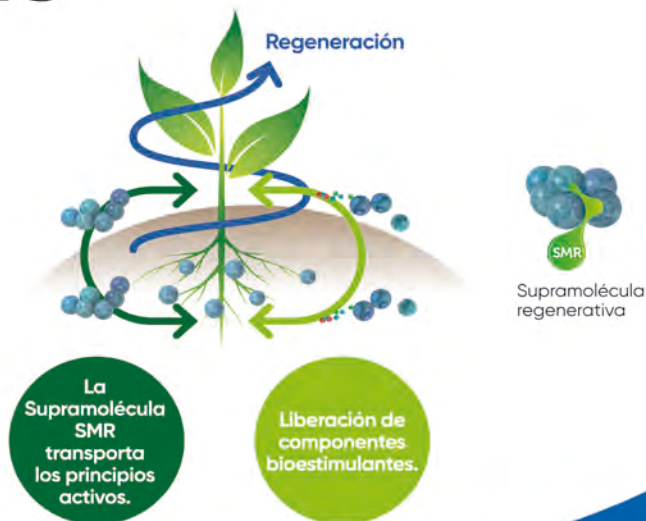 Regeneración
SMR
Supramolécula
regenerativa
La
Supramolécula
SMR
transporta
los principios
activos.
Liberación de
componentes
bioestimulantes.